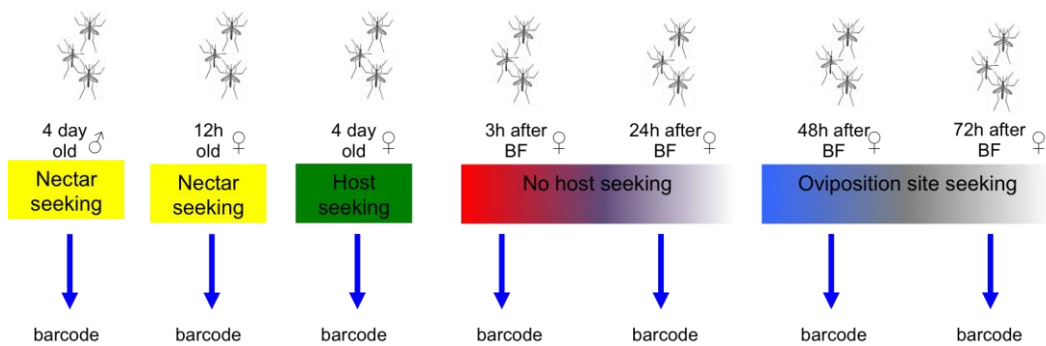 4 day ♂
old
12h ♀
old
4 day ♀
old
3h after ♀
BF
24h after ♀
BF
48h after ♀
BF
72h after ♀
BF
Nectar
seeking
Nectar
seeking
Host
seeking
No host seeking
Oviposition site seeking
barcode
barcode
barcode
barcode
barcode
barcode
barcode